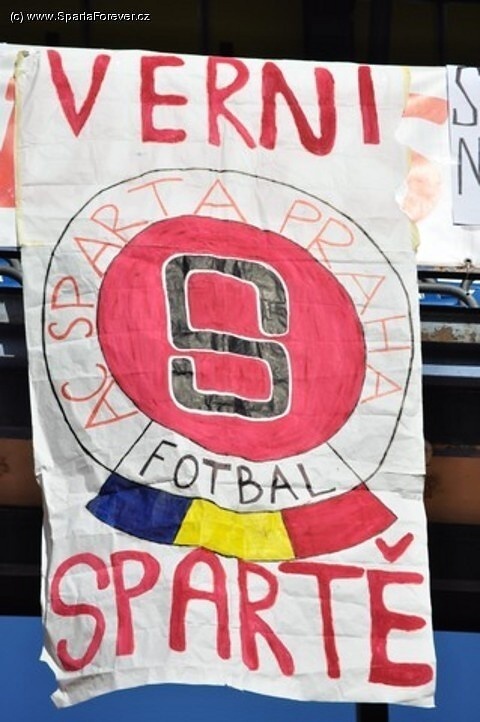 (c) www.SpartaForever.cz
VERNI
AC SPARTA PRAHA
S
FOTBAL
SPARTĚ
S
N